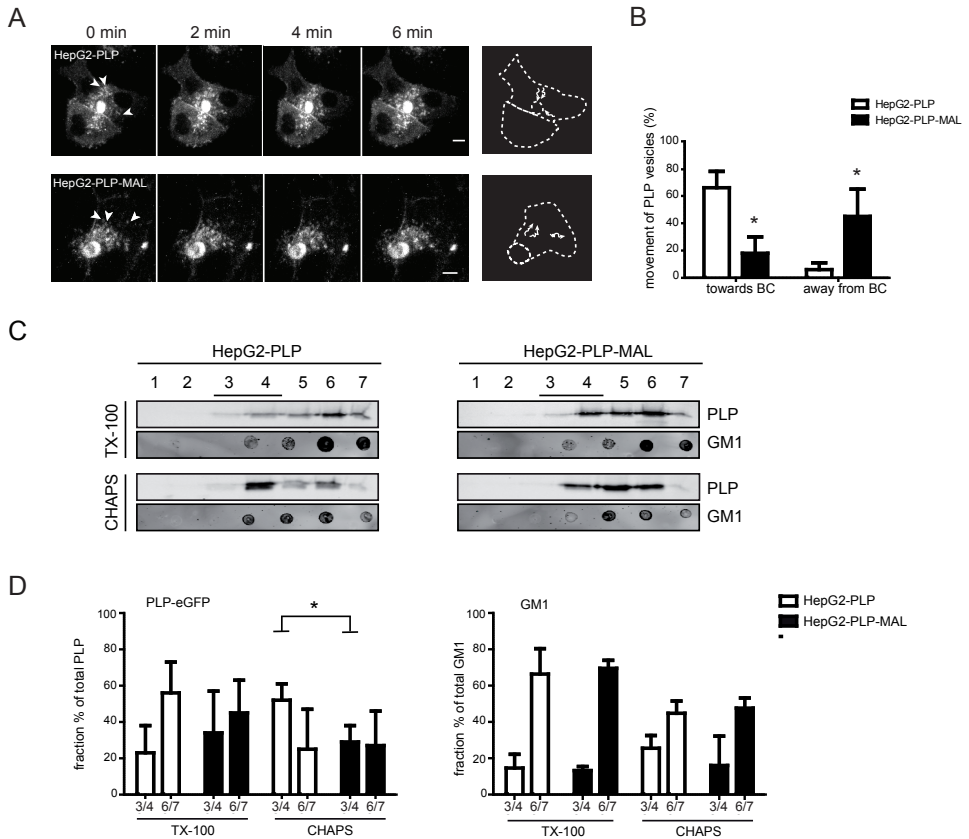 A
0 min 2 min 4 min 6 min
HepG2-PLP
HepG2-PLP-MAL
B
HepG2-PLP
HepG2-PLP-MAL
movement of PLP vesicles (%)
100
80
60
40
20
0
*
*
towards BC away from BC
C
HepG2-PLP HepG2-PLP-MAL
1 2 3 4 5 6 7 1 2 3 4 5 6 7
TX-100
PLP
GM1
CHAPS
PLP
GM1
D
PLP-eGFP
*
fraction % of total PLP
100
80
60
40
20
0
3/4 6/7 3/4 6/7 3/4 6/7 3/4 6/7
TX-100 CHAPS
GM1
fraction % of total GM1
100
80
60
40
20
0
3/4 6/7 3/4 6/7 3/4 6/7 3/4 6/7
TX-100 CHAPS
HepG2-PLP
HepG2-PLP-MAL